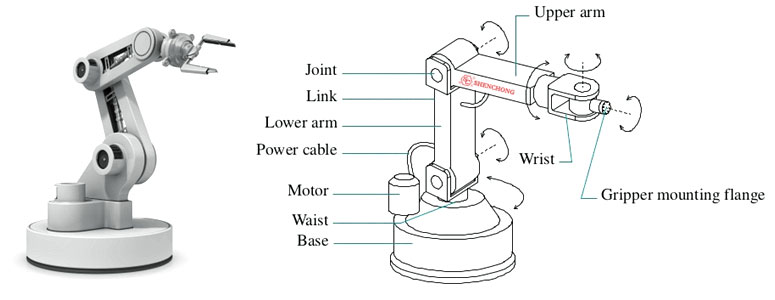 Upper arm
Joint
Link
SHENCHONG
Lower arm
Power cable
Wrist
Motor
Gripper mounting flange
Waist
Base